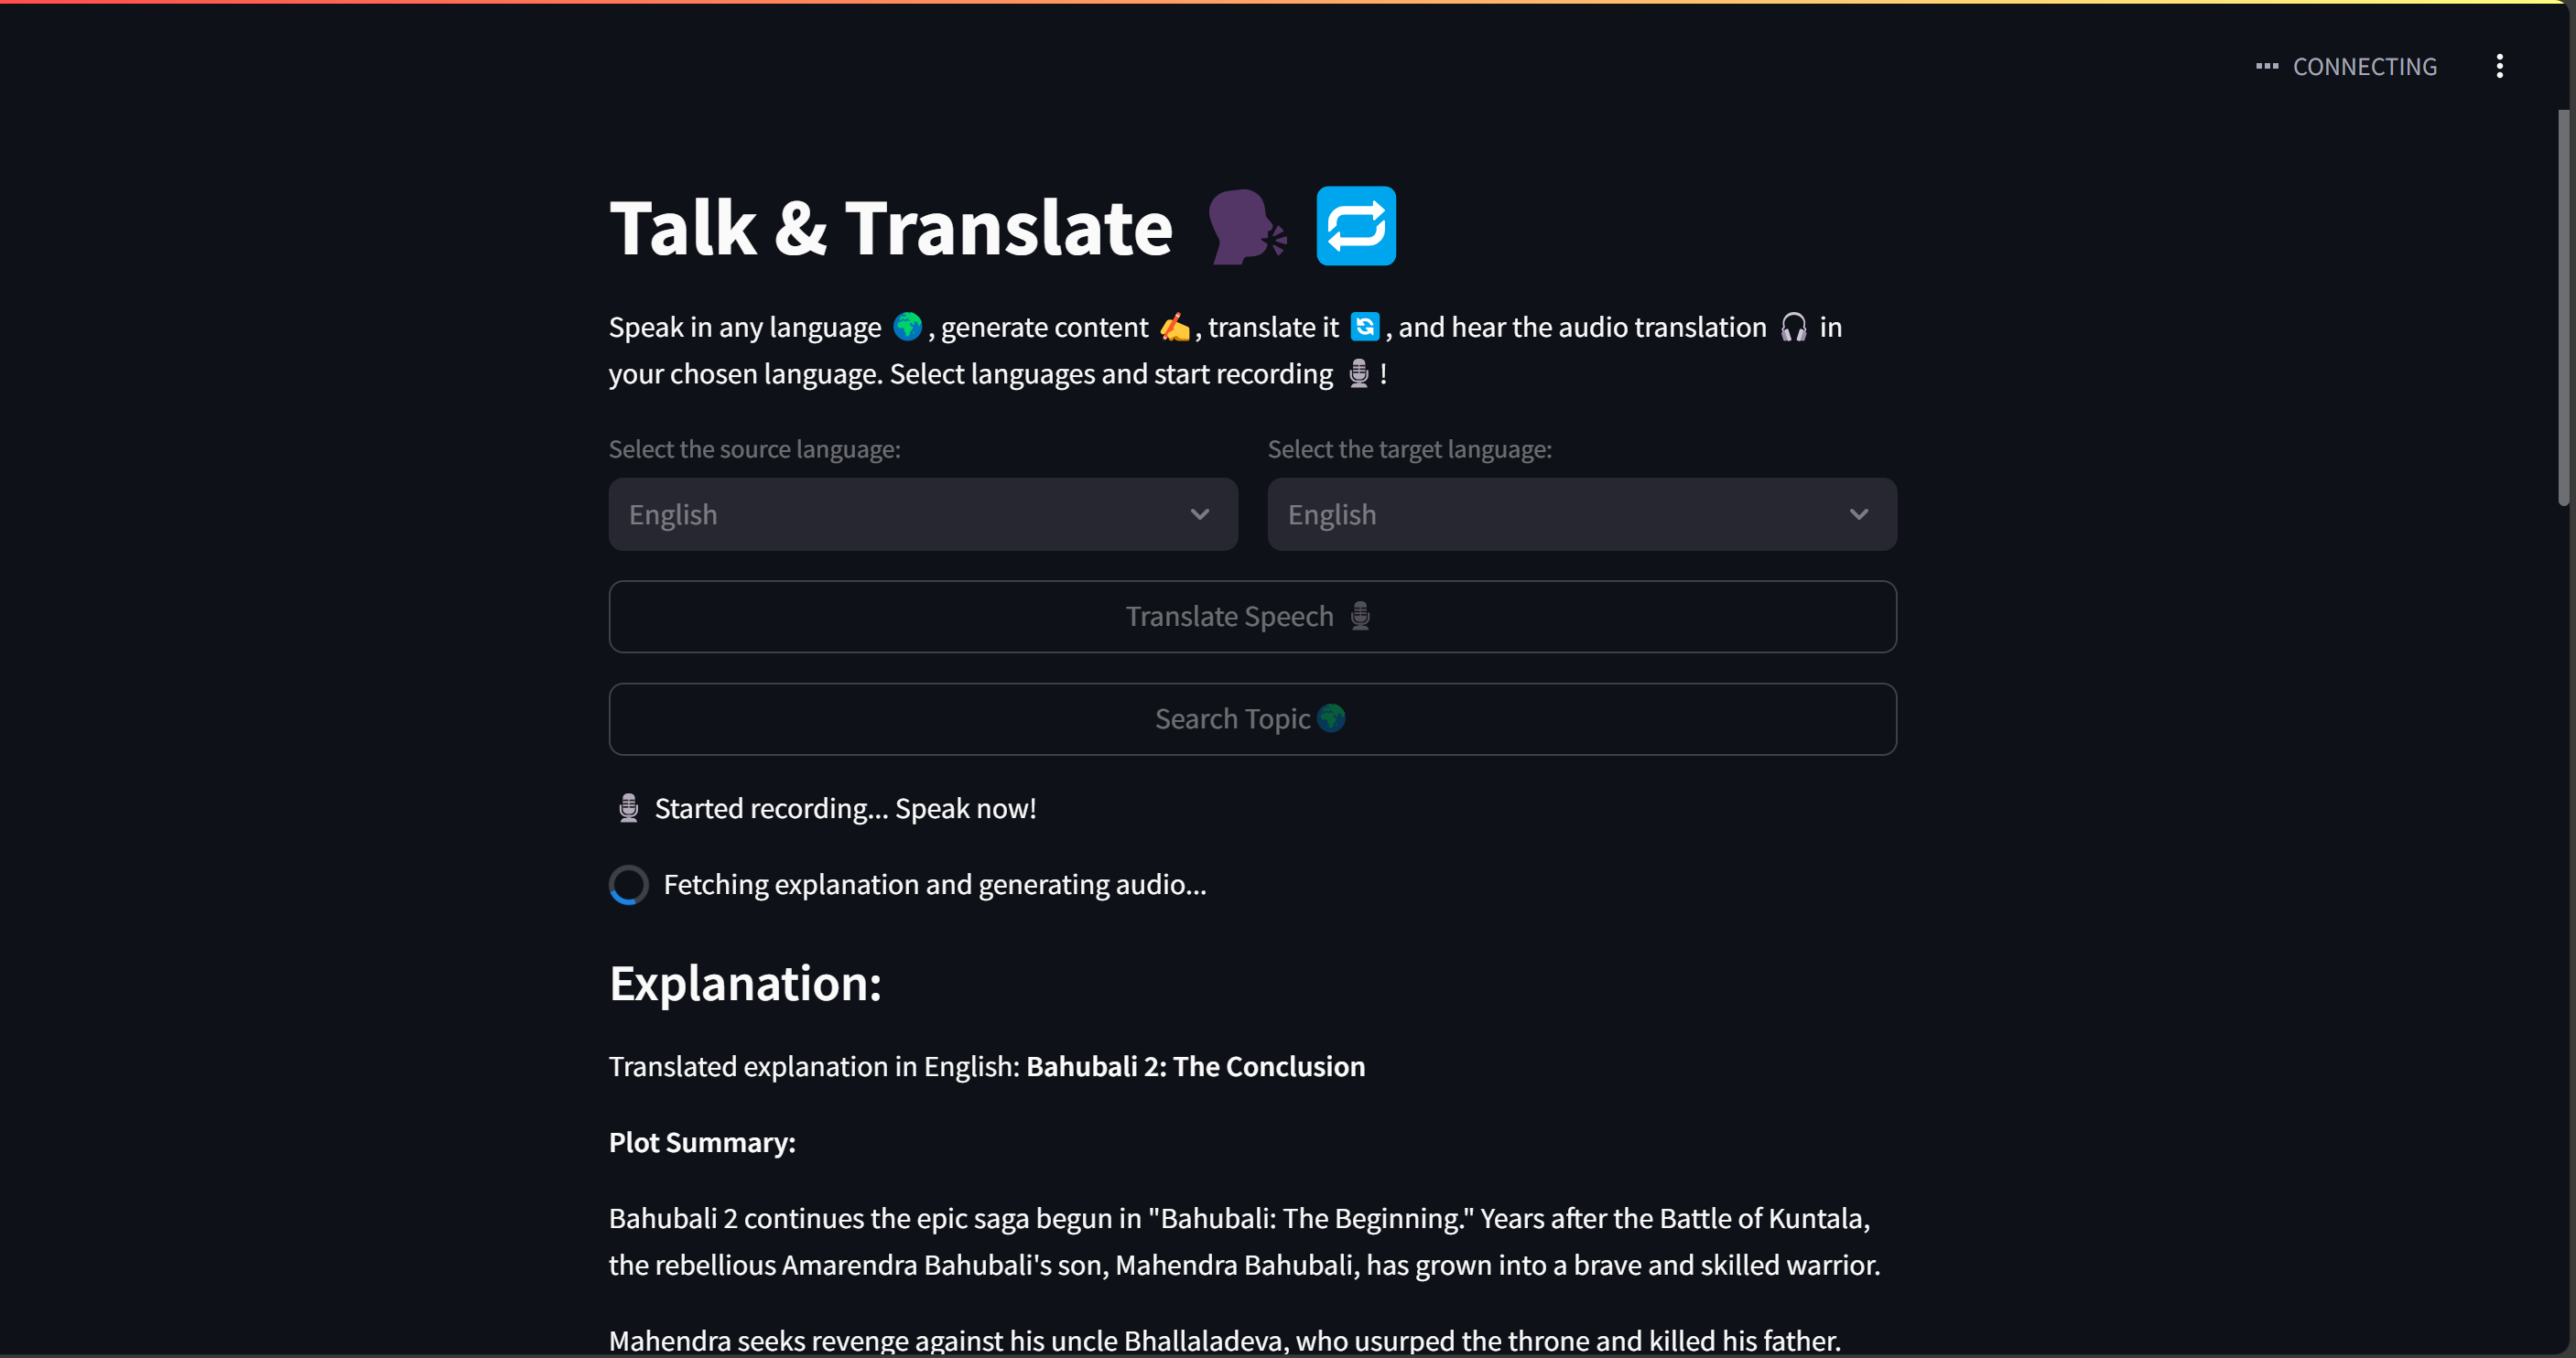 CONNECTING
Talk & Translate 🗣️ 🔁
Speak in any language 🌍, generate content ✍️, translate it 🔄, and hear the audio translation 🎧 in
your chosen language. Select languages and start recording 🎙️!
Select the source language:
Select the target language:
English
English
Translate Speech 🎙️
Search Topic🌍
🎙️ Started recording... Speak now!
Fetching explanation and generating audio...
Explanation:
Translated explanation in English: Bahubali 2: The Conclusion
Plot Summary:
Bahubali 2 continues the epic saga begun in "Bahubali: The Beginning." Years after the Battle of Kuntala,
the rebellious Amarendra Bahubali's son, Mahendra Bahubali, has grown into a brave and skilled warrior.
Mahendra seeks revenge against his uncle Bhallaladeva, who usurped the throne and killed his father.